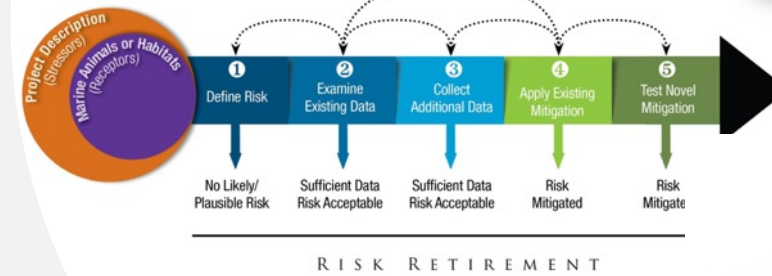 Project Description
(Stressors)
Marine Animals or Habitats
(Receptors)
1
Define Risk
2
Examine
Existing Data
3
Collect
Additional Data
4
Apply Existing
Mitigation
5
Test Novel
Mitigation
No Likely/
Plausible Risk
Sufficient Data
Risk Acceptable
Sufficient Data
Risk Acceptable
Risk
Mitigated
Risk
Mitigate
RISK RETIREMENT